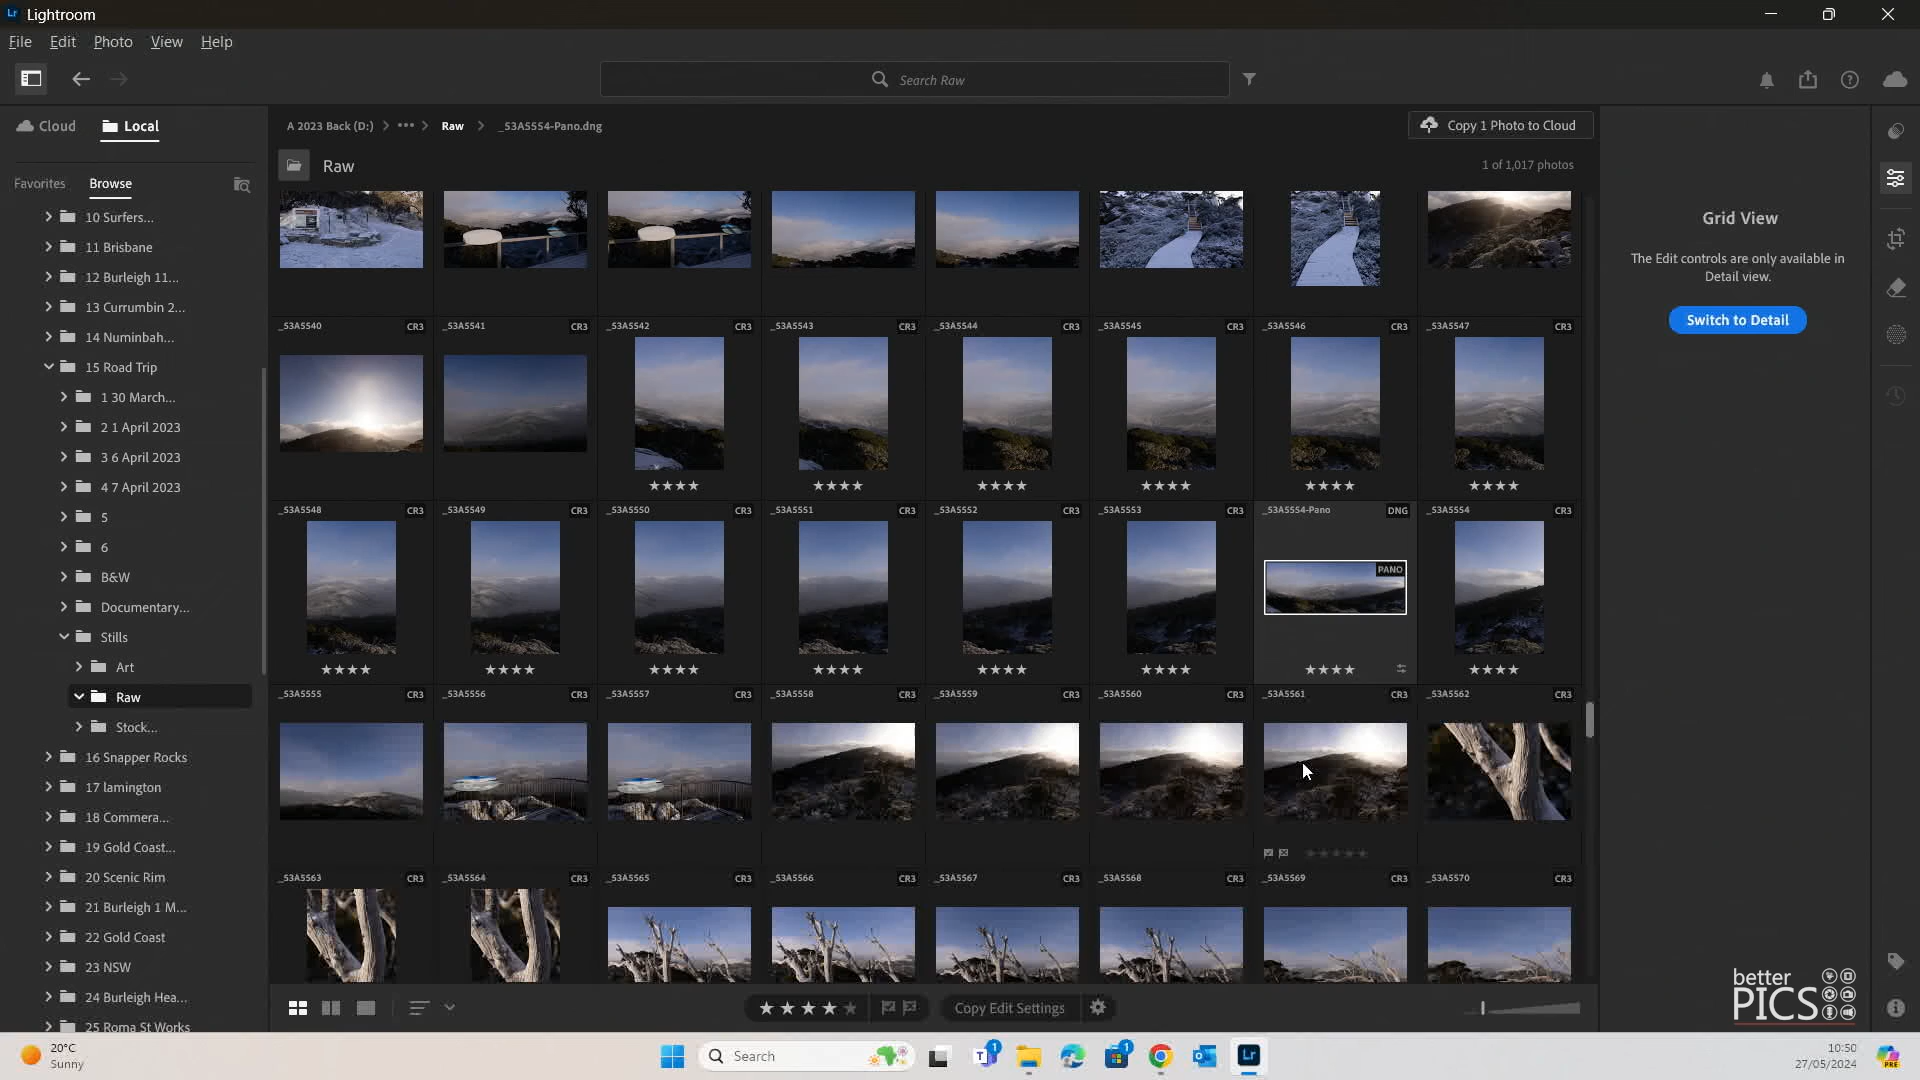 Lr Lightroom
File Edit Photo View Help
Search Raw
Cloud Local
A 2023 Back (D:) > ••• > Raw > _53A5554-Pano.dng
Copy 1 Photo to Cloud
Raw
1 of 1,017 photos
Favorites Browse
10 Surfers...
11 Brisbane
12 Burleigh 11...
13 Currumbin 2...
14 Numinbah...
15 Road Trip
1 30 March...
2 1 April 2023
3 6 April 2023
4 7 April 2023
5
6
B&W
Documentary...
Stills
Art
Raw
Stock...
16 Snapper Rocks
17 lamington
18 Commera...
19 Gold Coast...
20 Scenic Rim
21 Burleigh 1 M...
22 Gold Coast
23 NSW
24 Burleigh Hea...
25 Roma St Works
_53A5540 CR3 _53A5541 CR3 _53A5542 CR3 _53A5543 CR3 _53A5544 CR3 _53A5545 CR3 _53A5546 CR3 _53A5547 CR3
★★★★ ★★★★ ★★★★ ★★★★ ★★★★ ★★★★
_53A5548 CR3 _53A5549 CR3 _53A5550 CR3 _53A5551 CR3 _53A5552 CR3 _53A5553 CR3 _53A5554-Pano DNG _53A5554 CR3
PANO
★★★★ ★★★★ ★★★★ ★★★★ ★★★★ ★★★★ ★★★★ ★★★★
_53A5555 CR3 _53A5556 CR3 _53A5557 CR3 _53A5558 CR3 _53A5559 CR3 _53A5560 CR3 _53A5561 CR3 _53A5562 CR3
★★★★★
_53A5563 CR3 _53A5564 CR3 _53A5565 CR3 _53A5566 CR3 _53A5567 CR3 _53A5568 CR3 _53A5569 CR3 _53A5570 CR3
★★★★★ Copy Edit Settings
Grid View
The Edit controls are only available in
Detail view.
Switch to Detail
better
PICS
20°C
Sunny
Search
1
1
Lr
10:50
27/05/2024
PRE